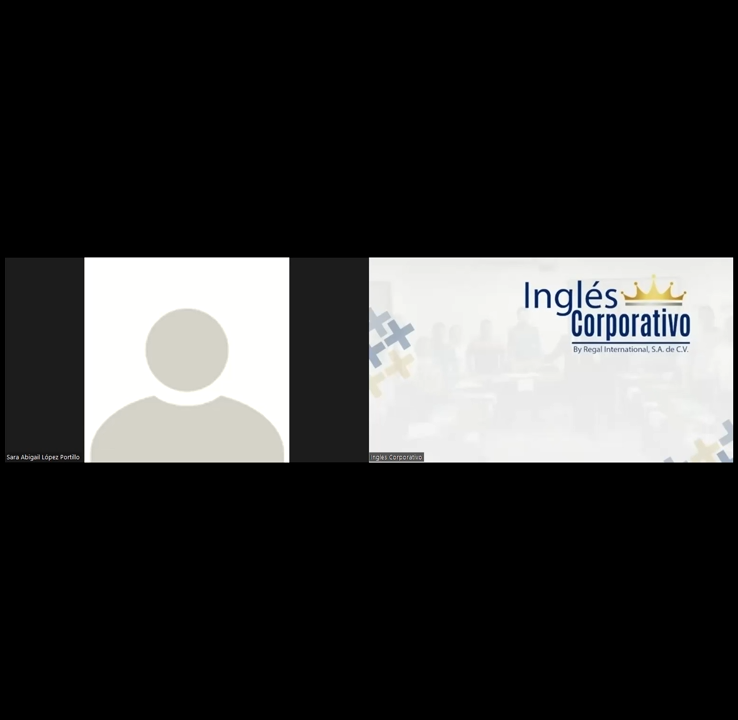 Inglés
Corporativo
By Regal International, S.A. de C.V.
Sara Abigail López Portillo
Inglés Corporativo